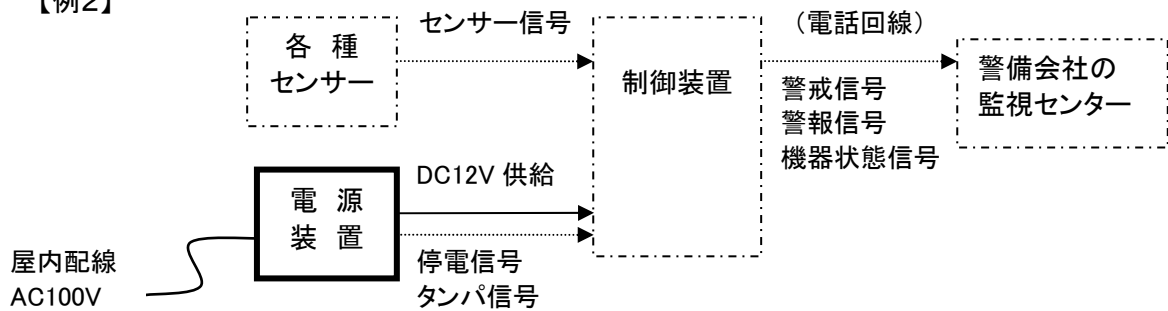 【例2】
各 種
センサー
センサー信号
制御装置
(電話回線)
警戒信号
警報信号
機器状態信号
警備会社の
監視センター
電 源
装 置
DC12V 供給
停電信号
タンパ信号
屋内配線
AC100V